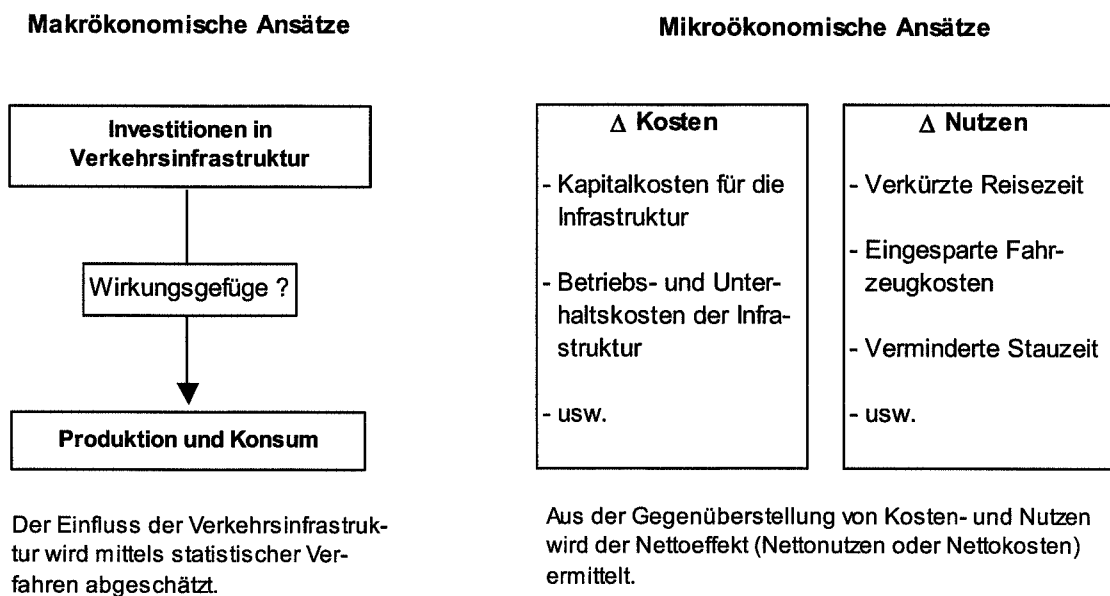 Makrökonomische Ansätze
Investitionen in
Verkehrsinfrastruktur
Wirkungsgefüge ?
Produktion und Konsum
Der Einfluss der Verkehrsinfrastruk-
tur wird mittels statistischer Ver-
fahren abgeschätzt.
Mikroökonomische Ansätze
Δ Kosten
- Kapitalkosten für die
Infrastruktur
- Betriebs- und Unter-
haltskosten der Infra-
struktur
- usw.
Δ Nutzen
- Verkürzte Reisezeit
- Eingesparte Fahr-
zeugkosten
- Verminderte Stauzeit
- usw.
Aus der Gegenüberstellung von Kosten- und Nutzen
wird der Nettoeffekt (Nettonutzen oder Nettokosten)
ermittelt.